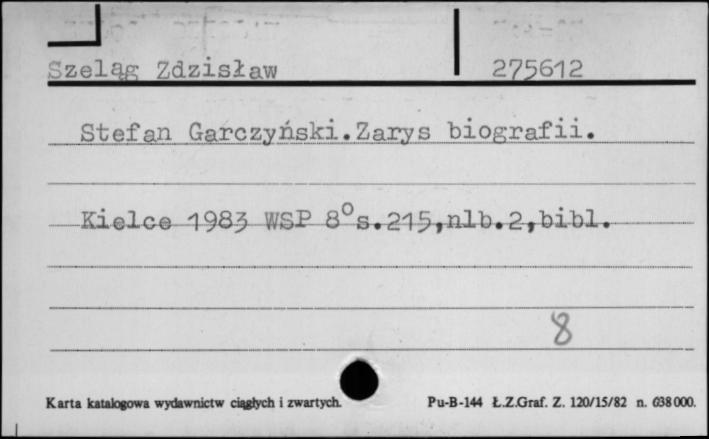 Szeląg Zdzisław 275612
Stefan Garczyński.Zarys biografii.
Kielce 1983 WSP 8°s.215,nlb.2,bibl.
8
Karta katalogowa wydawnictw ciągłych i zwartych. Pu-B-144 Ł.Z.Graf. Z. 120/15/82 n. 638000.